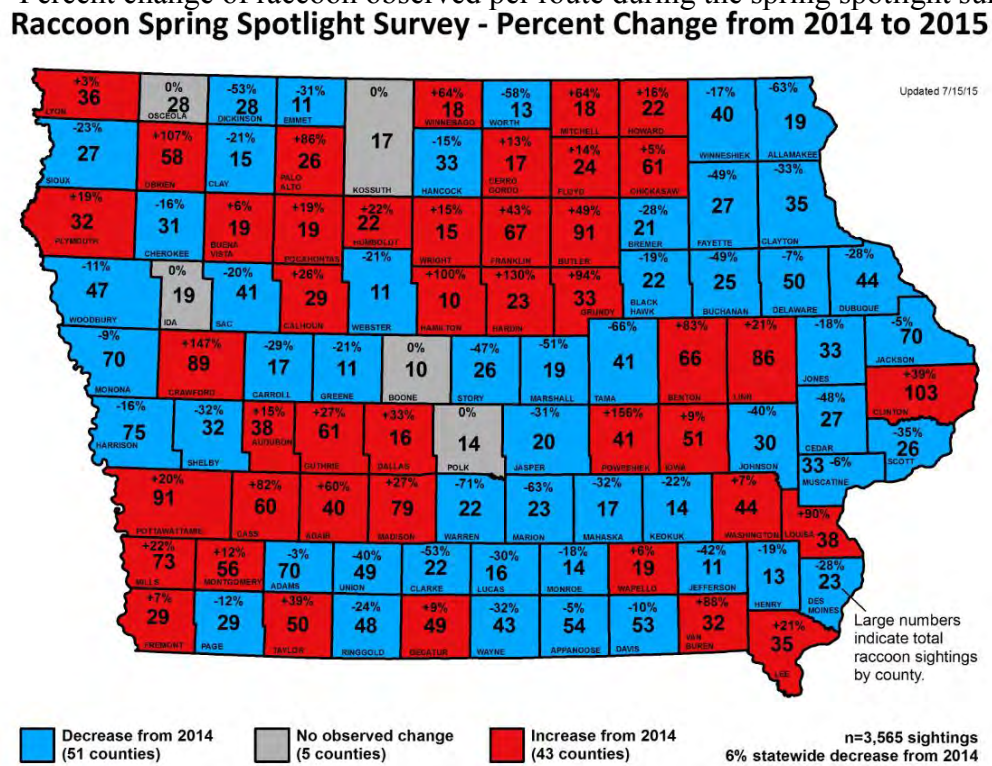 Percent change of raccoon observed per route during the spring spotlight su
Raccoon Spring Spotlight Survey - Percent Change from 2014 to 2015
Updated 7/15/15
+3% 36 LYON
0% 28 OSCEOLA
-53% 28 DICKINSON
-31% 11 EMMET
0% 17 KOSSUTH
+64% 18 WINNEBAGO
-58% 13 WORTH
+64% 18 MITCHELL
+16% 22 HOWARD
-17% 40 WINNESHIEK
-63% 19 ALLAMAKEE
-23% 27 SIOUX
+107% 58 OBRIEN
-21% 15 CLAY
+86% 26 PALO ALTO
-15% 33 HANCOCK
+13% 17 CERRO GORDO
+14% 24 FLOYD
+5% 61 CHICKASAW
-49% 27 FAYETTE
-33% 35 CLAYTON
+19% 32 PLYMOUTH
-16% 31 CHEROKEE
+6% 19 BUENA VISTA
+19% 19 POCAHONTAS
+22% 22 HUMBOLDT
+15% 15 WRIGHT
+43% 67 FRANKLIN
+49% 91 BUTLER
-28% 21 BREMER
-11% 47 WOODBURY
0% 19 IDA
-20% 41 SAC
+26% 29 CALHOUN
-21% 11 WEBSTER
+100% 10 HAMILTON
+130% 23 HARDIN
+94% 33 GRUNDY
-19% 22 BLACK HAWK
-49% 25 BUCHANAN
-7% 50 DELAWARE
-28% 44 DUBUQUE
-9% 70 MONONA
+147% 89 CRAWFORD
-29% 17 CARROLL
-21% 11 GREENE
0% 10 BOONE
-47% 26 STORY
-51% 19 MARSHALL
-66% 41 TAMA
+83% 66 BENTON
+21% 86 LINN
-18% 33 JONES
-5% 70 JACKSON
+39% 103 CLINTON
-16% 75 HARRISON
-32% 32 SHELBY
+15% 38 AUDUBON
+27% 61 GUTHRIE
+33% 16 DALLAS
0% 14 POLK
-31% 20 JASPER
+156% 41 POWESHIEK
+9% 51 IOWA
-40% 30 JOHNSON
-48% 27 CEDAR
-35% 26 SCOTT
33 -6% MUSCATINE
+20% 91 POTTAWATTAMIE
+82% 60 CASS
+60% 40 ADAIR
+27% 79 MADISON
-71% 22 WARREN
-63% 23 MARION
-32% 17 MAHASKA
-22% 14 KEOKUK
+7% 44 WASHINGTON
+90% 38 LOUISA
+22% 73 MILLS
+12% 56 MONTGOMERY
-3% 70 ADAMS
-40% 49 UNION
-53% 22 CLARKE
-30% 16 LUCAS
-18% 14 MONROE
+6% 19 WAPELLO
-42% 11 JEFFERSON
-19% 13 HENRY
-28% 23 DES MOINES
+7% 29 FREMONT
-12% 29 PAGE
+39% 50 TAYLOR
-24% 48 RINGGOLD
+9% 49 DECATUR
-32% 43 WAYNE
-5% 54 APPANOOSE
-10% 53 DAVIS
+88% 32 VAN BUREN
+21% 35 LEE
Large numbers
indicate total
raccoon sightings
by county.
Decrease from 2014
(51 counties)
No observed change
(5 counties)
Increase from 2014
(43 counties)
n=3,565 sightings
6% statewide decrease from 2014